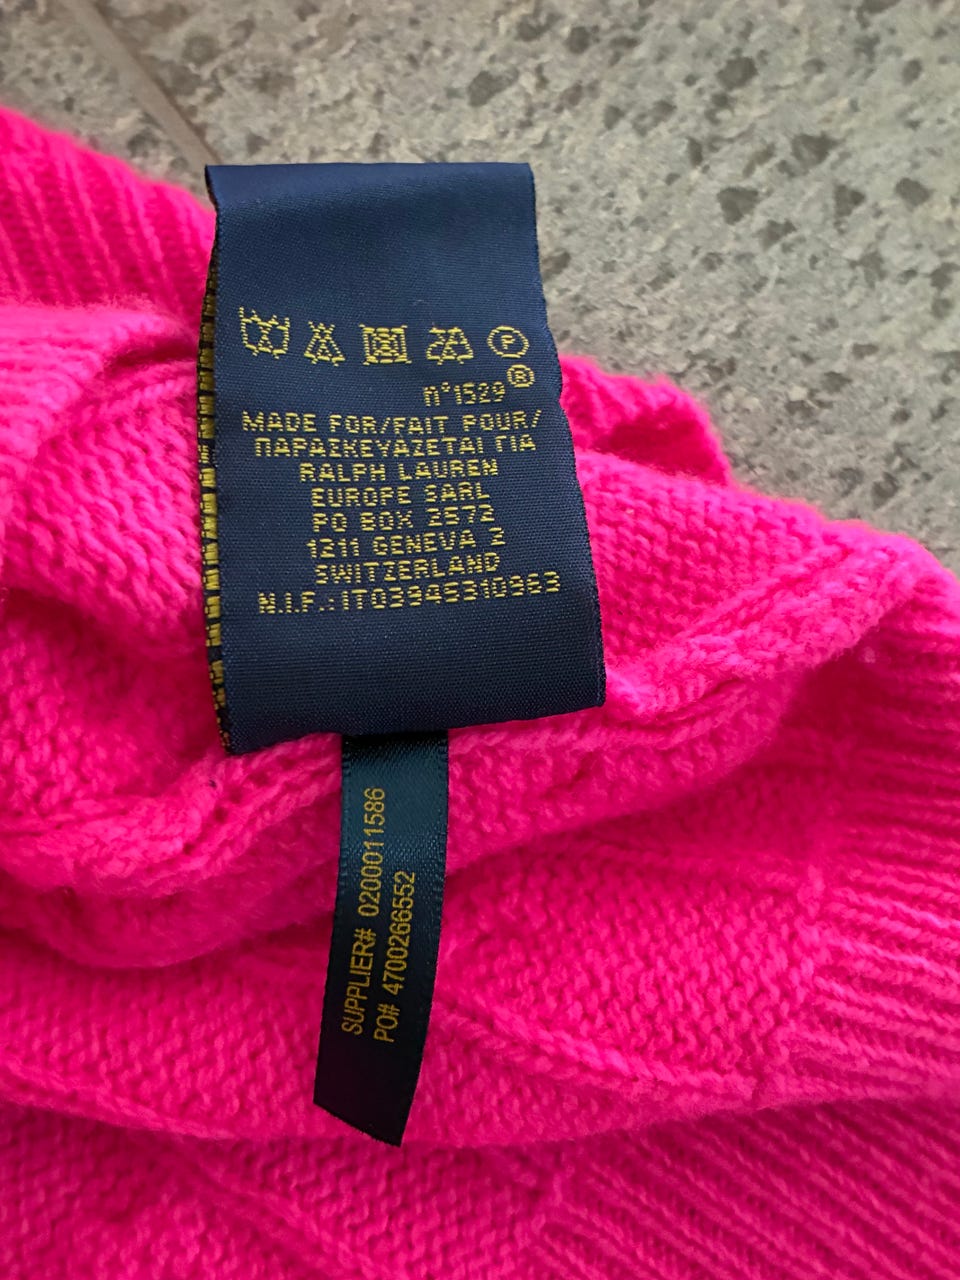 P
n°1529®
MADE FOR/FAIT POUR/
ΠΑΡΑΣΚΕΥΑΖΕΤΑΙ ΓΙΑ
RALPH LAUREN
EUROPE SARL
PO BOX 2572
1211 GENEVA 2
SWITZERLAND
N.I.F.:IT03945310963
SUPPLIER# 0200011586
PO# 4700266552